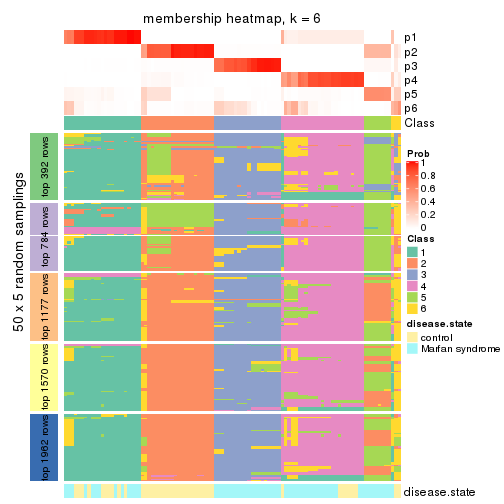 membership heatmap, k = 6
p1
p2
p3
p4
p5
p6
Class
50 x 5 random samplings
top 392 rows
top 784 rows
top 1177 rows
top 1570 rows
top 1962 rows
Prob
1
0.8
0.6
0.4
0.2
0
Class
1
2
3
4
5
6
disease.state
control
Marfan syndrome
disease.state